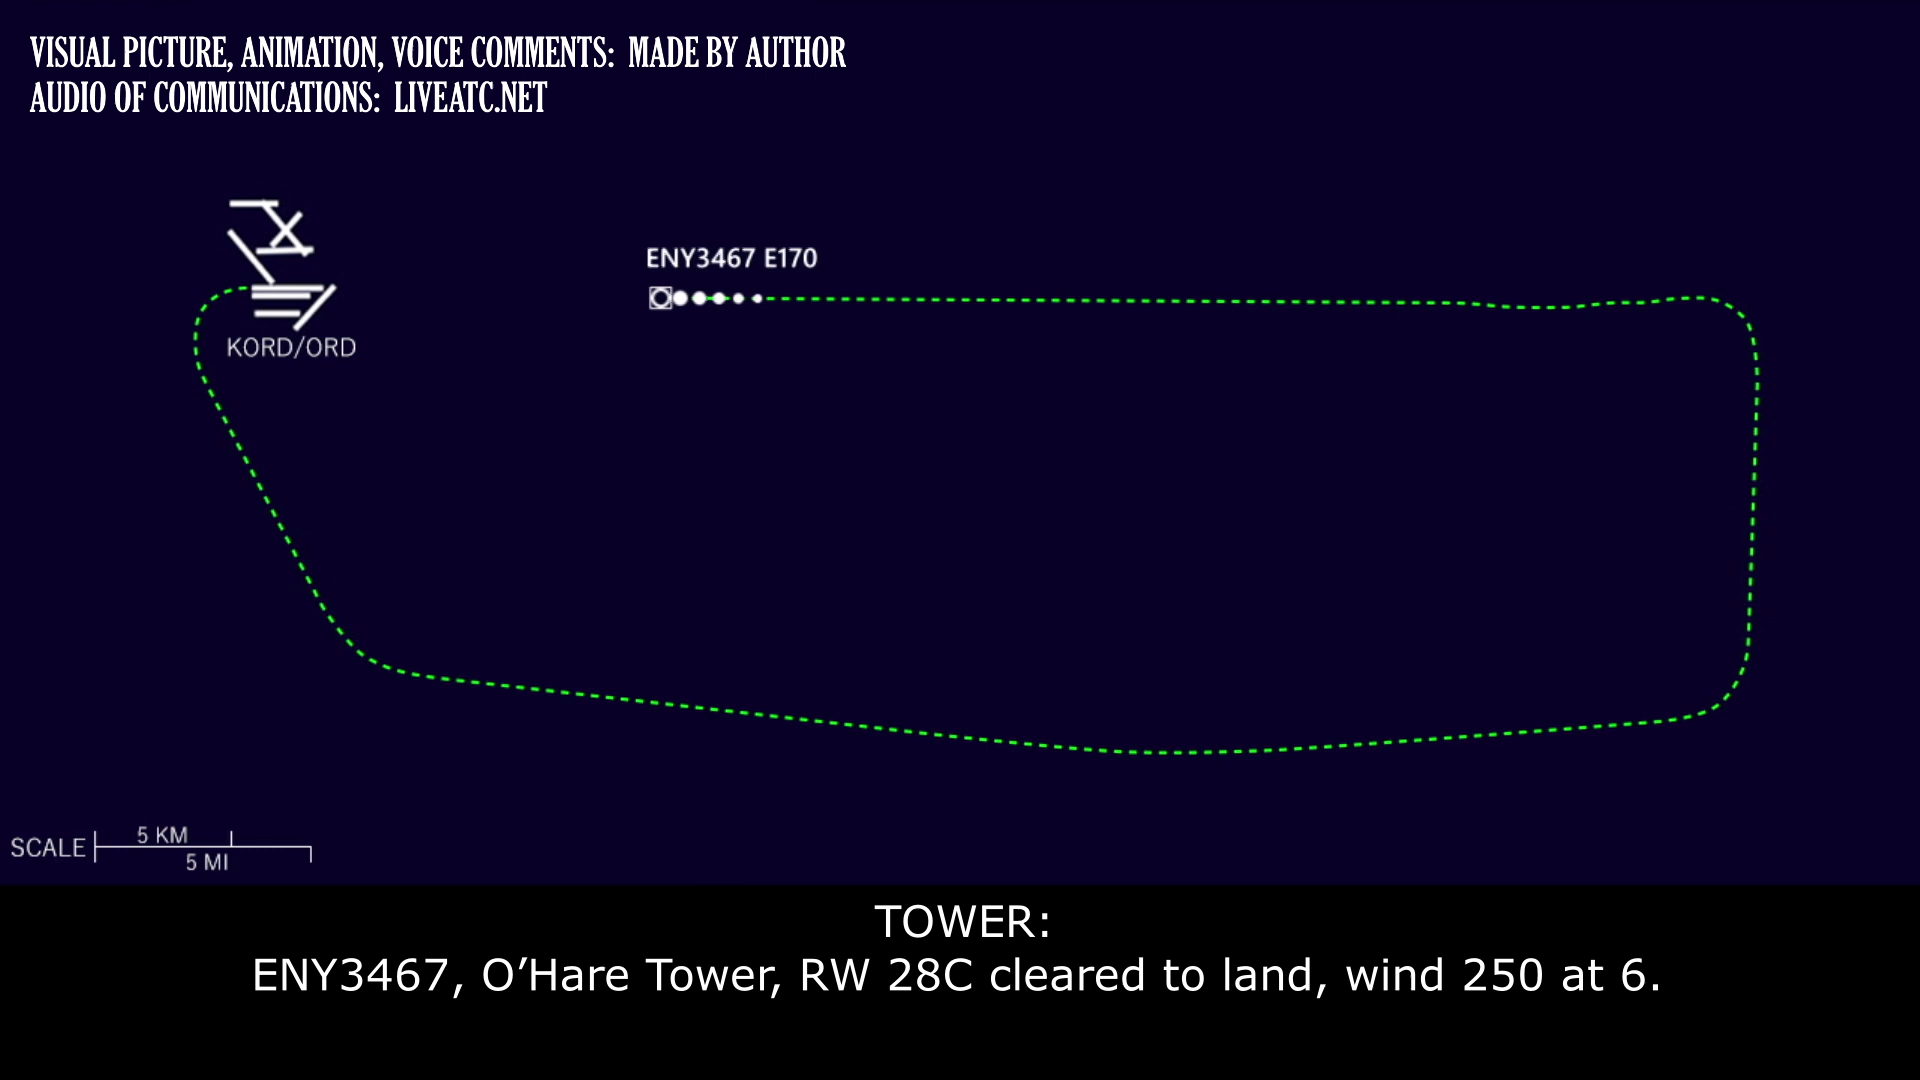 VISUAL PICTURE, ANIMATION, VOICE COMMENTS: MADE BY AUTHOR
AUDIO OF COMMUNICATIONS: LIVEATC.NET
ENY3467 E170
KORD/ORD
5 KM
SCALE
5 MI
TOWER:
ENY3467, O’Hare Tower, RW 28C cleared to land, wind 250 at 6.